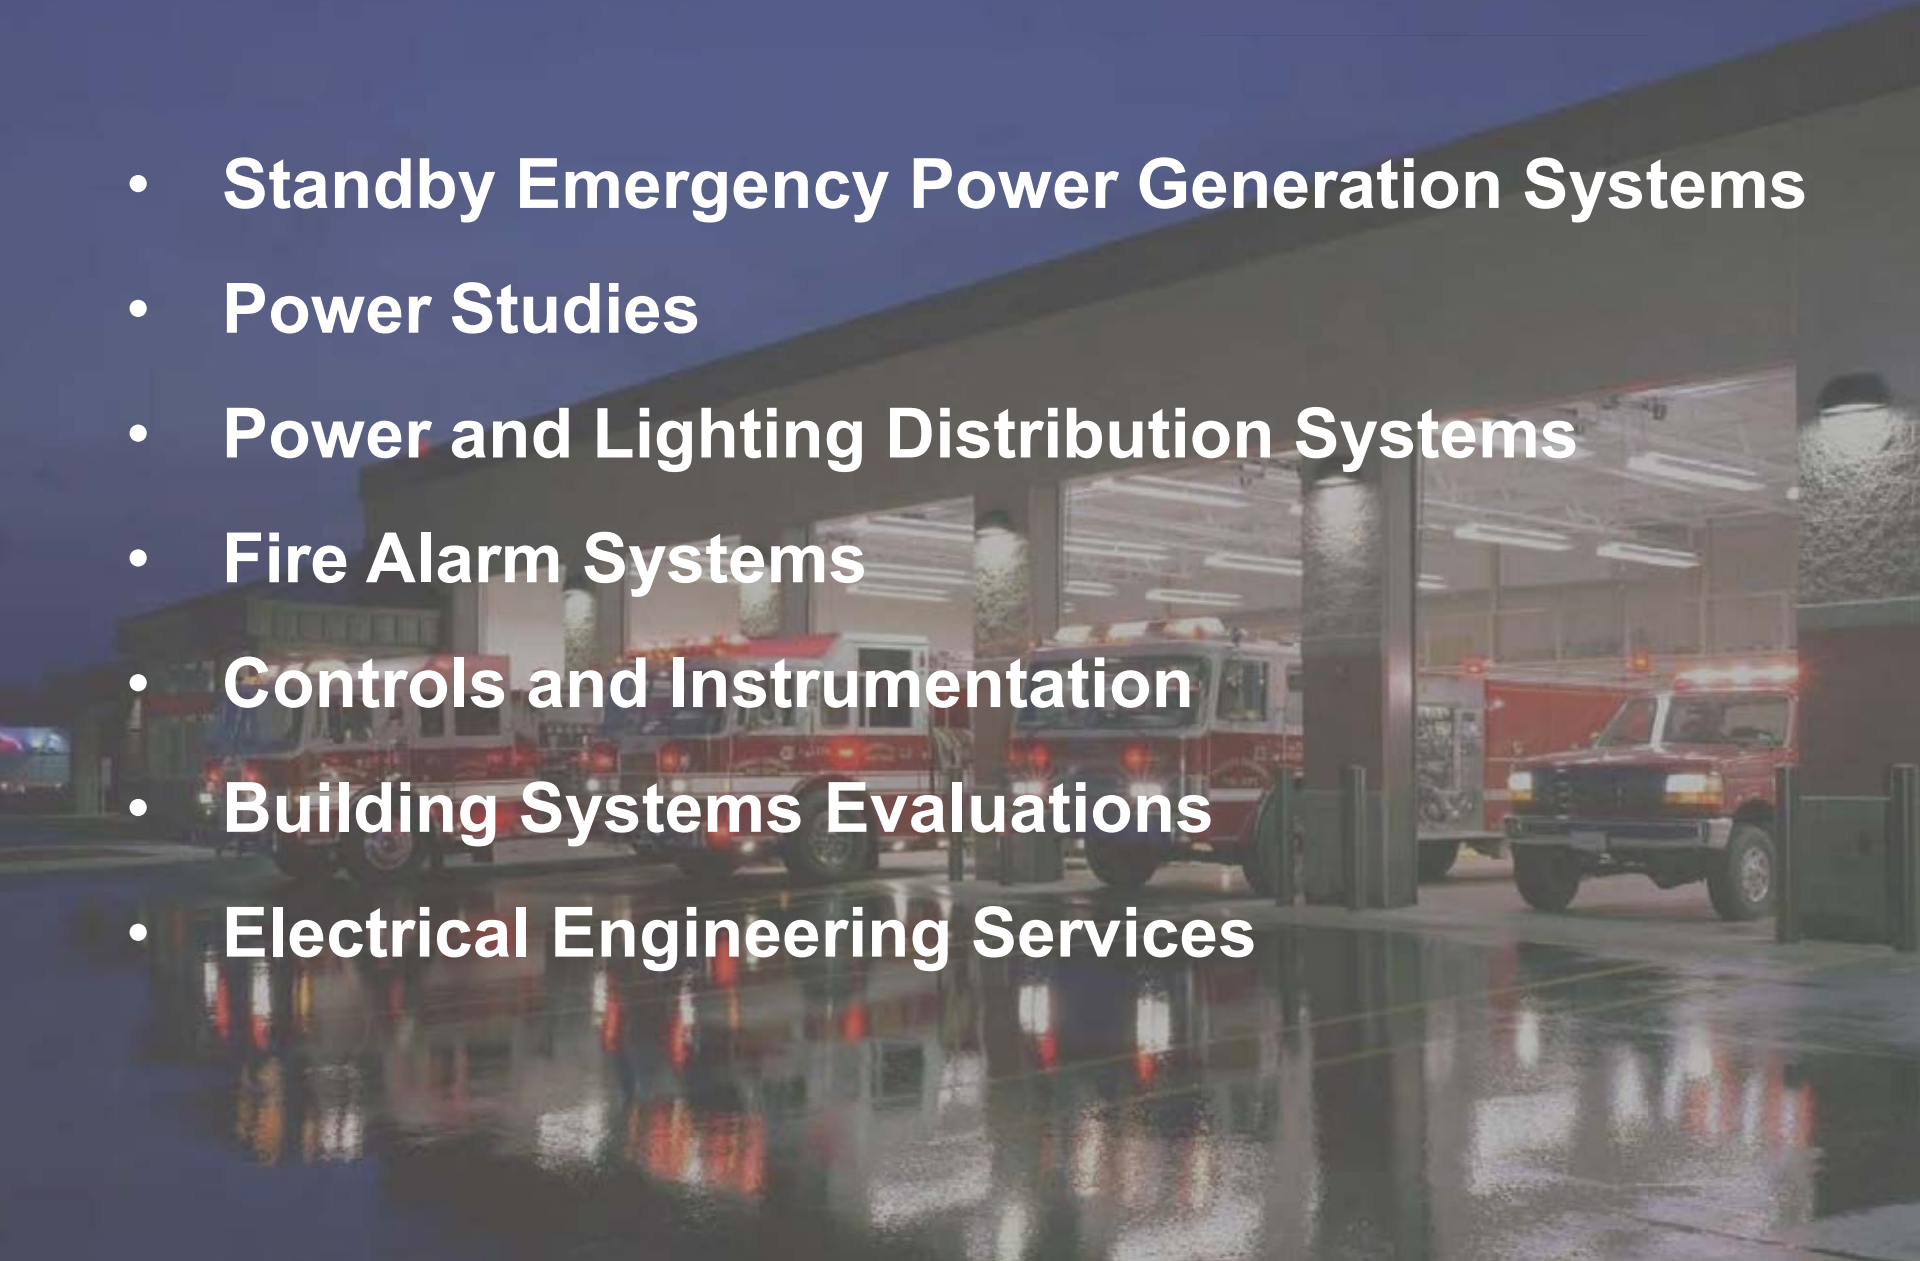 • Standby Emergency Power Generation Systems
• Power Studies
• Power and Lighting Distribution Systems
• Fire Alarm Systems
• Controls and Instrumentation
• Building Systems Evaluations
• Electrical Engineering Services